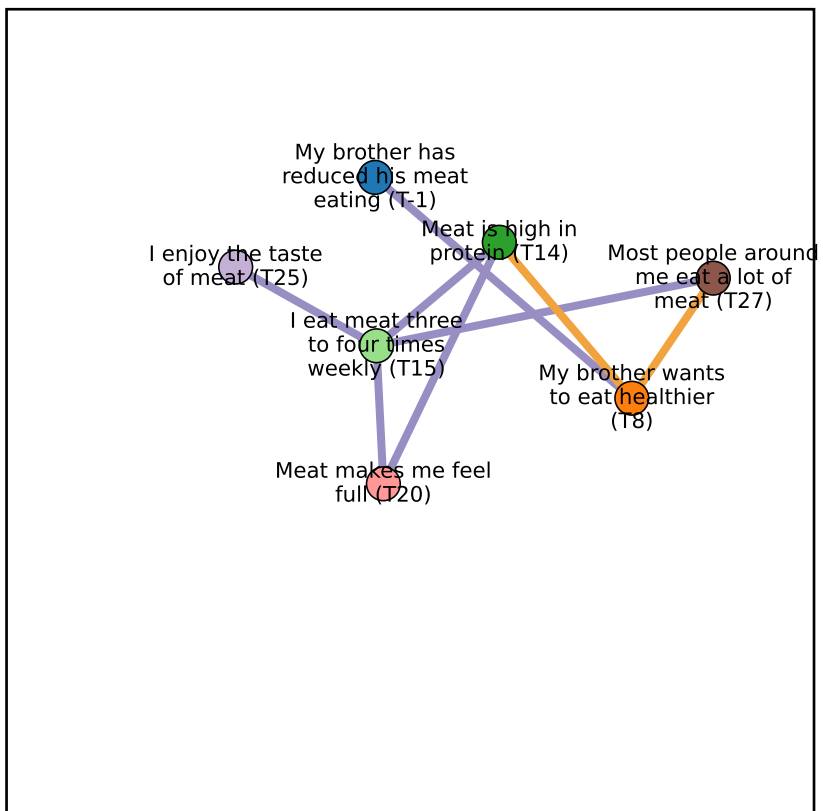 My brother has
reduced his meat
eating (T-1)
Meat is high in
protein (T14)
I enjoy the taste
of meat (T25)
Most people around
me eat a lot of
meat (T27)
I eat meat three
to four times
weekly (T15)
My brother wants
to eat healthier
(T8)
Meat makes me feel
full (T20)